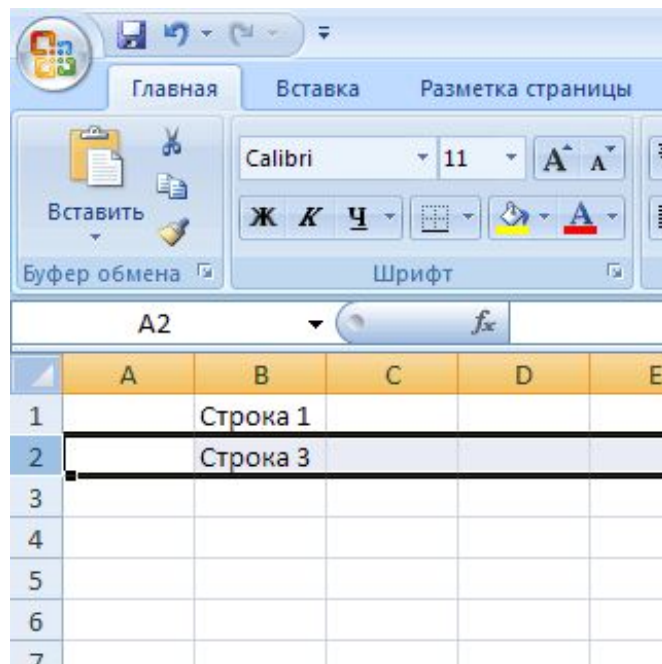 Главная Вставка Разметка страницы
Calibri 11 A A
Вставить Ж К Ч A
Буфер обмена Шрифт
A2 fx
A B C D E
1 Строка 1
2 Строка 3
3
4
5
6
7